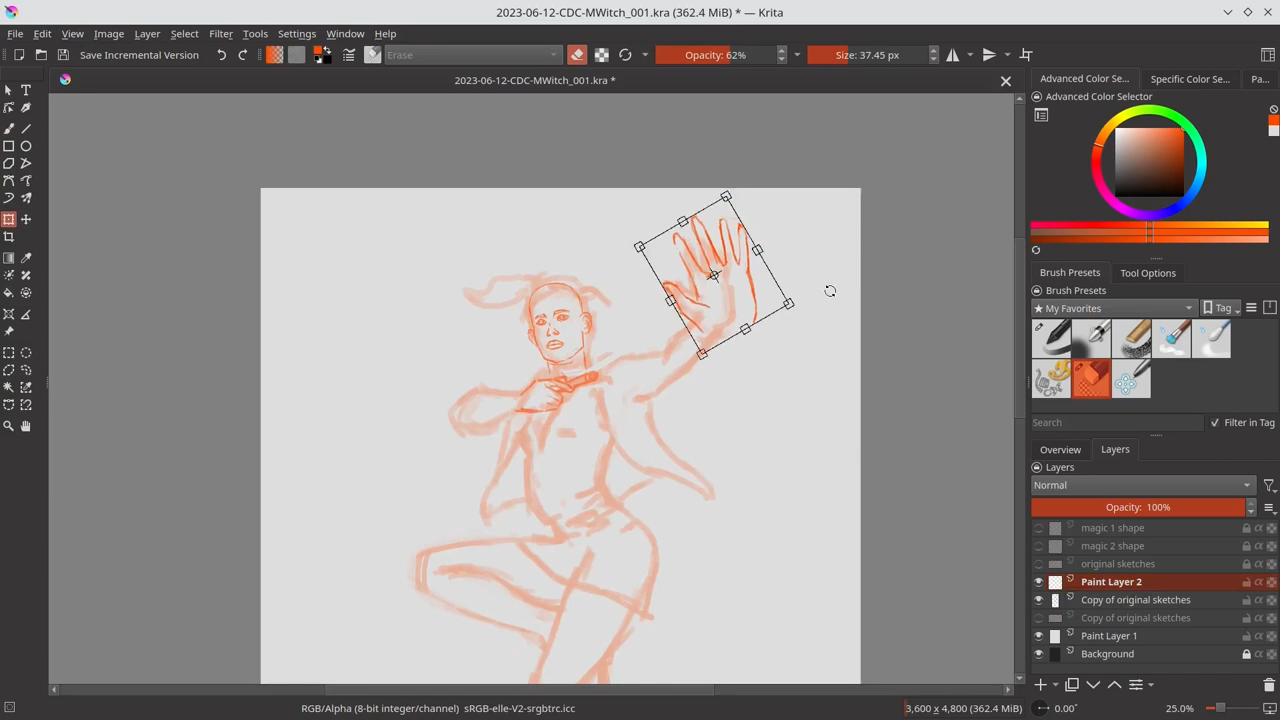 2023-06-12-CDC-MWitch_001.kra (362.4 MiB) * — Krita
File Edit View Image Layer Select Filter Tools Settings Window Help
Save Incremental Version Erase Opacity: 62% Size: 37.45 px
2023-06-12-CDC-MWitch_001.kra *
Advanced Color Se... Specific Color Se... Pa...
Advanced Color Selector
Brush Presets Tool Options
Brush Presets
My Favorites Tag
Search Filter in Tag
Overview Layers
Layers
Normal
Opacity: 100%
magic 1 shape
magic 2 shape
original sketches
Paint Layer 2
Copy of original sketches
Copy of original sketches
Paint Layer 1
Background
RGB/Alpha (8-bit integer/channel) sRGB-elle-V2-srgbtrc.icc 3,600 x 4,800 (362.4 MiB) 0.00° 25.0%